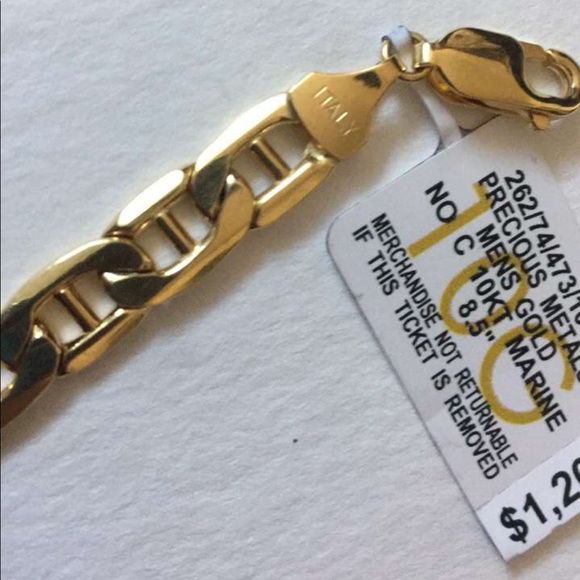 ITALY
262/74/473/10
PRECIOUS METALS
MENS GOLD
10KT MARINE
NO C 8.5"
MERCHANDISE NOT RETURNABLE
IF THIS TICKET IS REMOVED
10G
$1,20